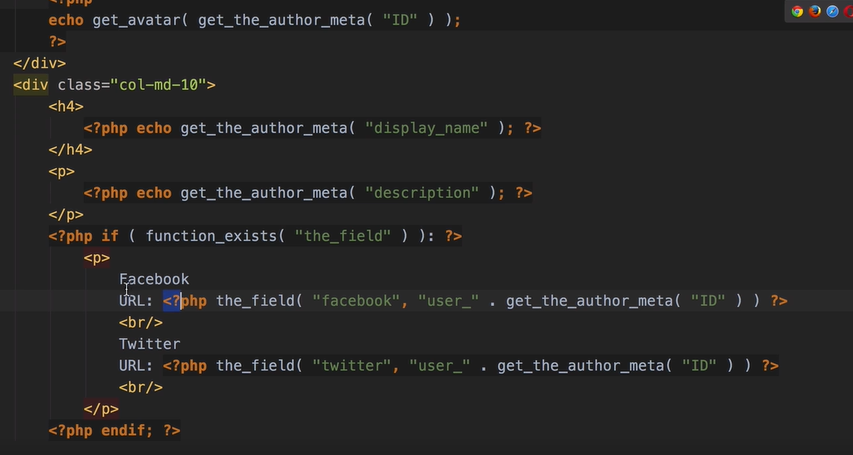 <?php
echo get_avatar( get_the_author_meta( "ID" ) );
?>
</div>
<div class="col-md-10">
<h4>
<?php echo get_the_author_meta( "display_name" ); ?>
</h4>
<p>
<?php echo get_the_author_meta( "description" ); ?>
</p>
<?php if ( function_exists( "the_field" ) ): ?>
<p>
Facebook
URL: <?php the_field( "facebook", "user_" . get_the_author_meta( "ID" ) ) ?>
<br/>
Twitter
URL: <?php the_field( "twitter", "user_" . get_the_author_meta( "ID" ) ) ?>
<br/>
</p>
<?php endif; ?>